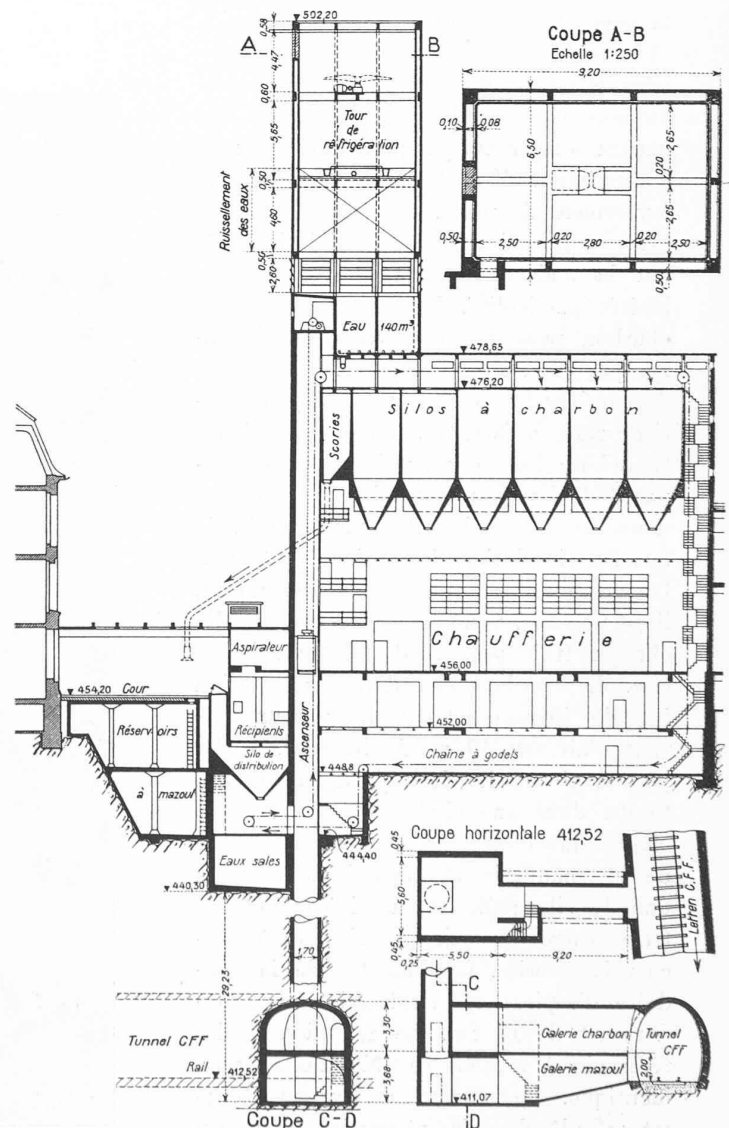 502,20
A
B
0,58
4,47
0,60
5,65
0,50
4,60
0,50
2,60
Tour
de
réfrigération
Ruissellement
des eaux
Coupe A-B
Echelle 1:250
9,20
0,10
0,08
6,50
2,65
0,20
2,65
0,50
2,50
0,20
2,80
0,20
2,50
0,50
Eau 140m³
478,65
476,20
Silos à charbon
Scories
Chaufferie
Aspirateur
456,00
454,20 Cour
Réservoirs
Récipients
Ascenseur
452,00
Silo de
distribution
448,8
Chaîne à godets
à mazout
444,40
Eaux sales
440,30
Coupe horizontale 412,52
0,45
5,60
0,45
0,25
5,50
9,20
Letten C.F.F.
29,23
1,70
C
Tunnel CFF
Rail
412,52
3,30
3,68
Galerie charbon
Galerie mazout
Tunnel
CFF
2,00
411,07
Coupe C-D
D